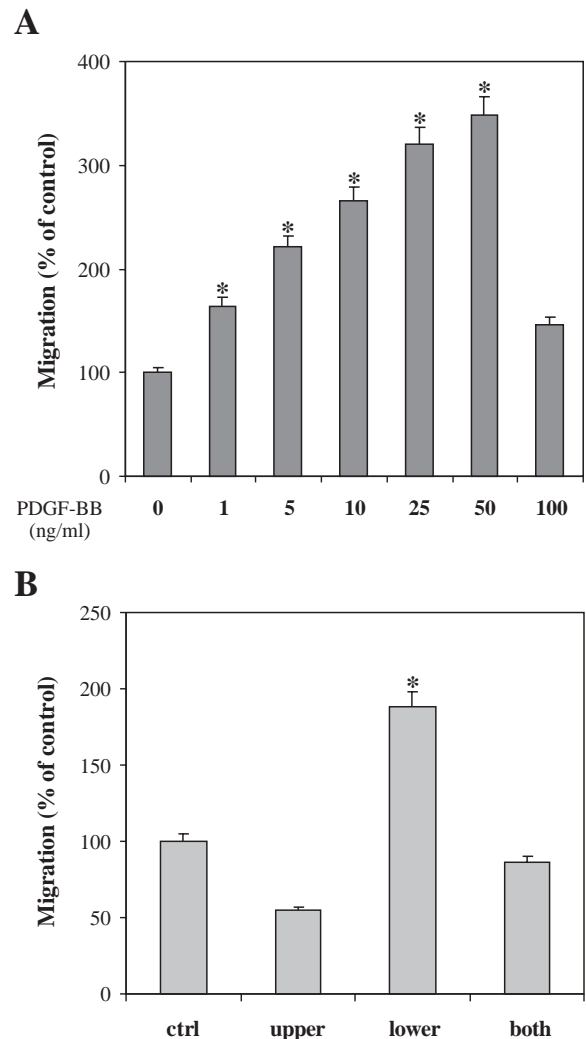 A
Migration (% of control)
400
300
200
100
0
*
*
*
*
*
PDGF-BB
(ng/ml)
0 1 5 10 25 50 100
B
Migration (% of control)
250
200
150
100
50
0
*
ctrl upper lower both